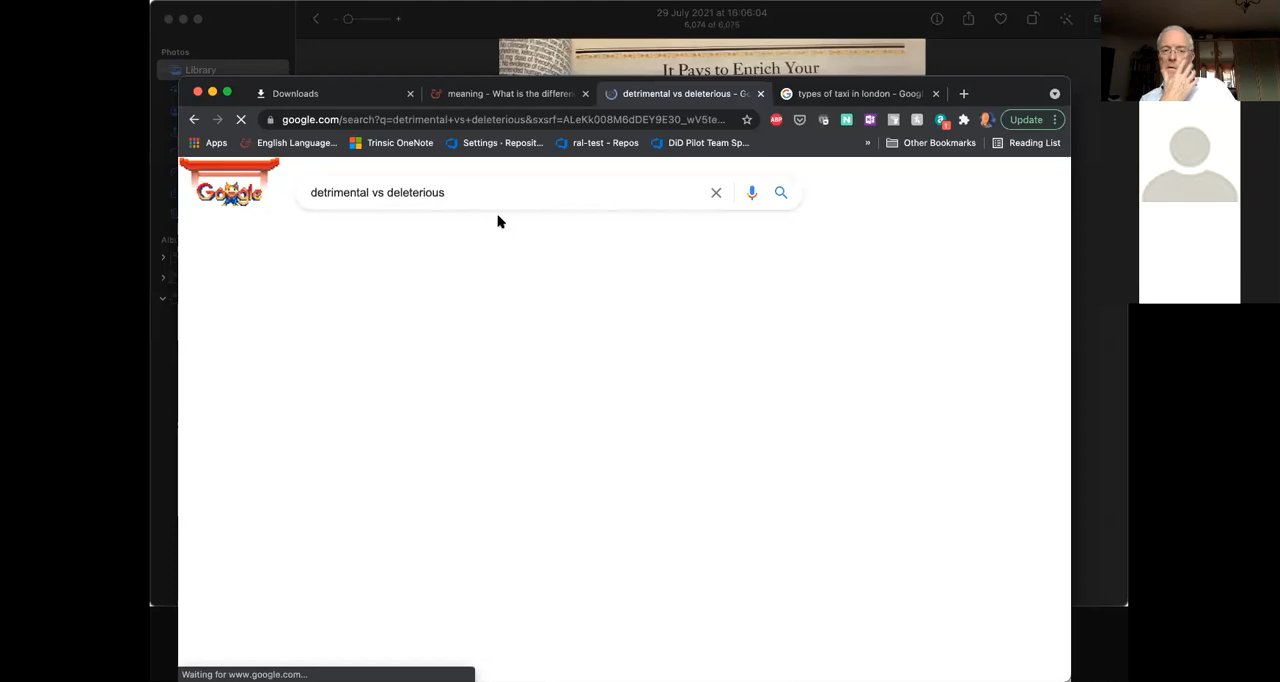 29 July 2021 at 16:06:04
6,074 of 6,075
Photos
Library
It Pays to Enrich Your
Downloads
meaning - What is the differen
detrimental vs deleterious - Go
types of taxi in london - Googl
google.com/search?q=detrimental+vs+deleterious&sxsrf=ALeKk008M6dDEY9E30_wV5te...
ABP
Update
Apps
English Language...
Trinsic OneNote
Settings · Reposit...
ral-test - Repos
DiD Pilot Team Sp...
»
Other Bookmarks
Reading List
Google
detrimental vs deleterious
Waiting for www.google.com...